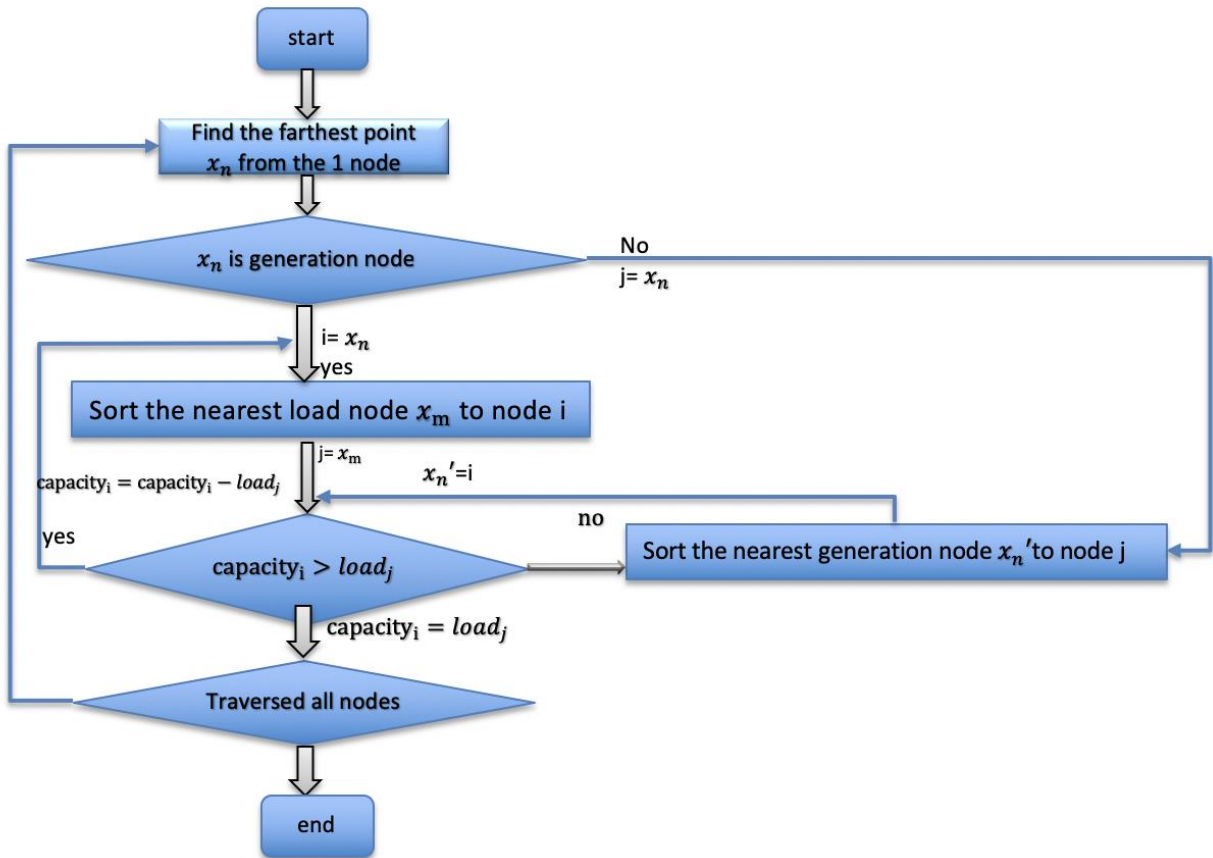 start
Find the farthest point
xₙ from the 1 node
xₙ is generation node
No
j= xₙ
i= xₙ
yes
Sort the nearest load node xₘ to node i
j= xₘ
xₙ′=i
capacityᵢ = capacityᵢ − loadⱼ
yes
no
capacityᵢ > loadⱼ
Sort the nearest generation node xₙ′to node j
capacityᵢ = loadⱼ
Traversed all nodes
end